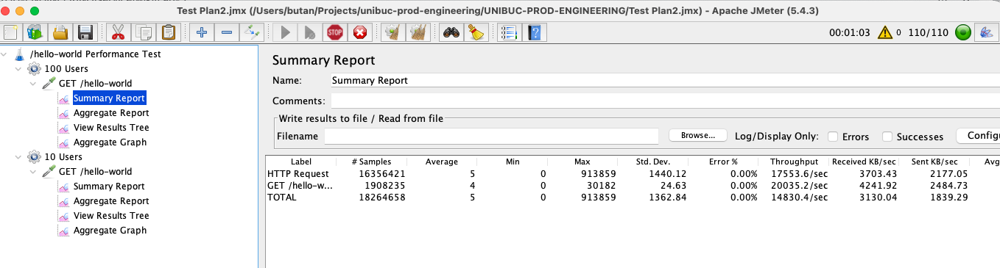 Test Plan2.jmx (/Users/butan/Projects/unibuc-prod-engineering/UNIBUC-PROD-ENGINEERING/Test Plan2.jmx) - Apache JMeter (5.4.3)
STOP 00:01:03 0 110/110
/hello-world Performance Test
100 Users
GET /hello-world
Summary Report
Aggregate Report
View Results Tree
Aggregate Graph
10 Users
GET /hello-world
Summary Report
Aggregate Report
View Results Tree
Aggregate Graph
Summary Report
Name: Summary Report
Comments:
Write results to file / Read from file
Filename Browse... Log/Display Only: Errors Successes Configu
Label # Samples Average Min Max Std. Dev. Error % Throughput Received KB/sec Sent KB/sec Avg
HTTP Request 16356421 5 0 913859 1440.12 0.00% 17553.6/sec 3703.43 2177.05
GET /hello-w... 1908235 4 0 30182 24.63 0.00% 20035.2/sec 4241.92 2484.73
TOTAL 18264658 5 0 913859 1362.84 0.00% 14830.4/sec 3130.04 1839.29